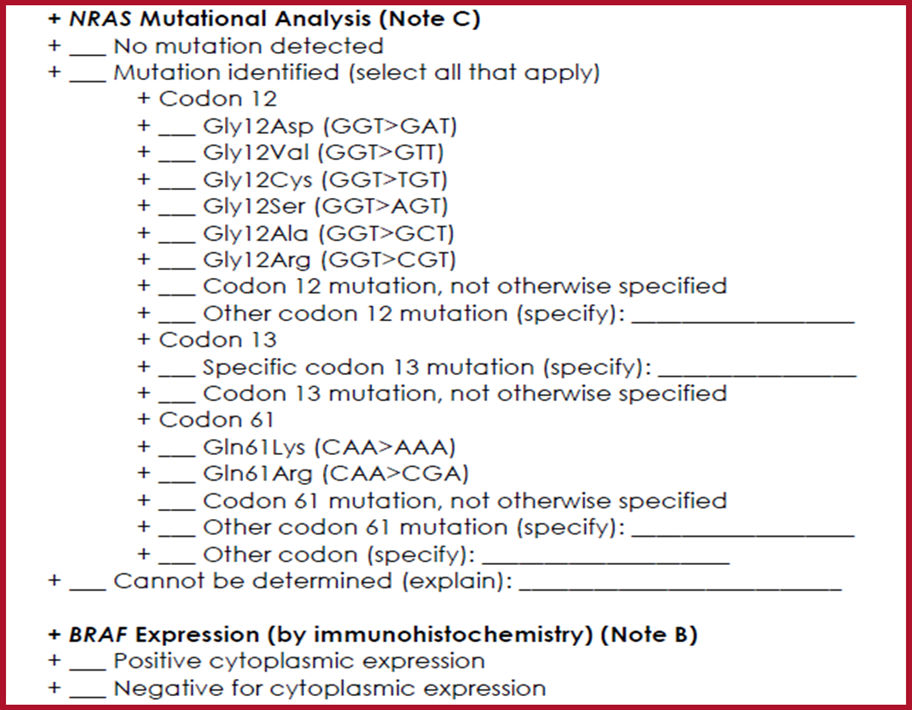 + NRAS Mutational Analysis (Note C)
+ ___ No mutation detected
+ ___ Mutation identified (select all that apply)
+ Codon 12
+ ___ Gly12Asp (GGT>GAT)
+ ___ Gly12Val (GGT>GTT)
+ ___ Gly12Cys (GGT>TGT)
+ ___ Gly12Ser (GGT>AGT)
+ ___ Gly12Ala (GGT>GCT)
+ ___ Gly12Arg (GGT>CGT)
+ ___ Codon 12 mutation, not otherwise specified
+ ___ Other codon 12 mutation (specify): __________________
+ Codon 13
+ ___ Specific codon 13 mutation (specify): ________________
+ ___ Codon 13 mutation, not otherwise specified
+ Codon 61
+ ___ Gln61Lys (CAA>AAA)
+ ___ Gln61Arg (CAA>CGA)
+ ___ Codon 61 mutation, not otherwise specified
+ ___ Other codon 61 mutation (specify): __________________
+ ___ Other codon (specify): ____________________
+ ___ Cannot be determined (explain): __________________________
+ BRAF Expression (by immunohistochemistry) (Note B)
+ ___ Positive cytoplasmic expression
+ ___ Negative for cytoplasmic expression